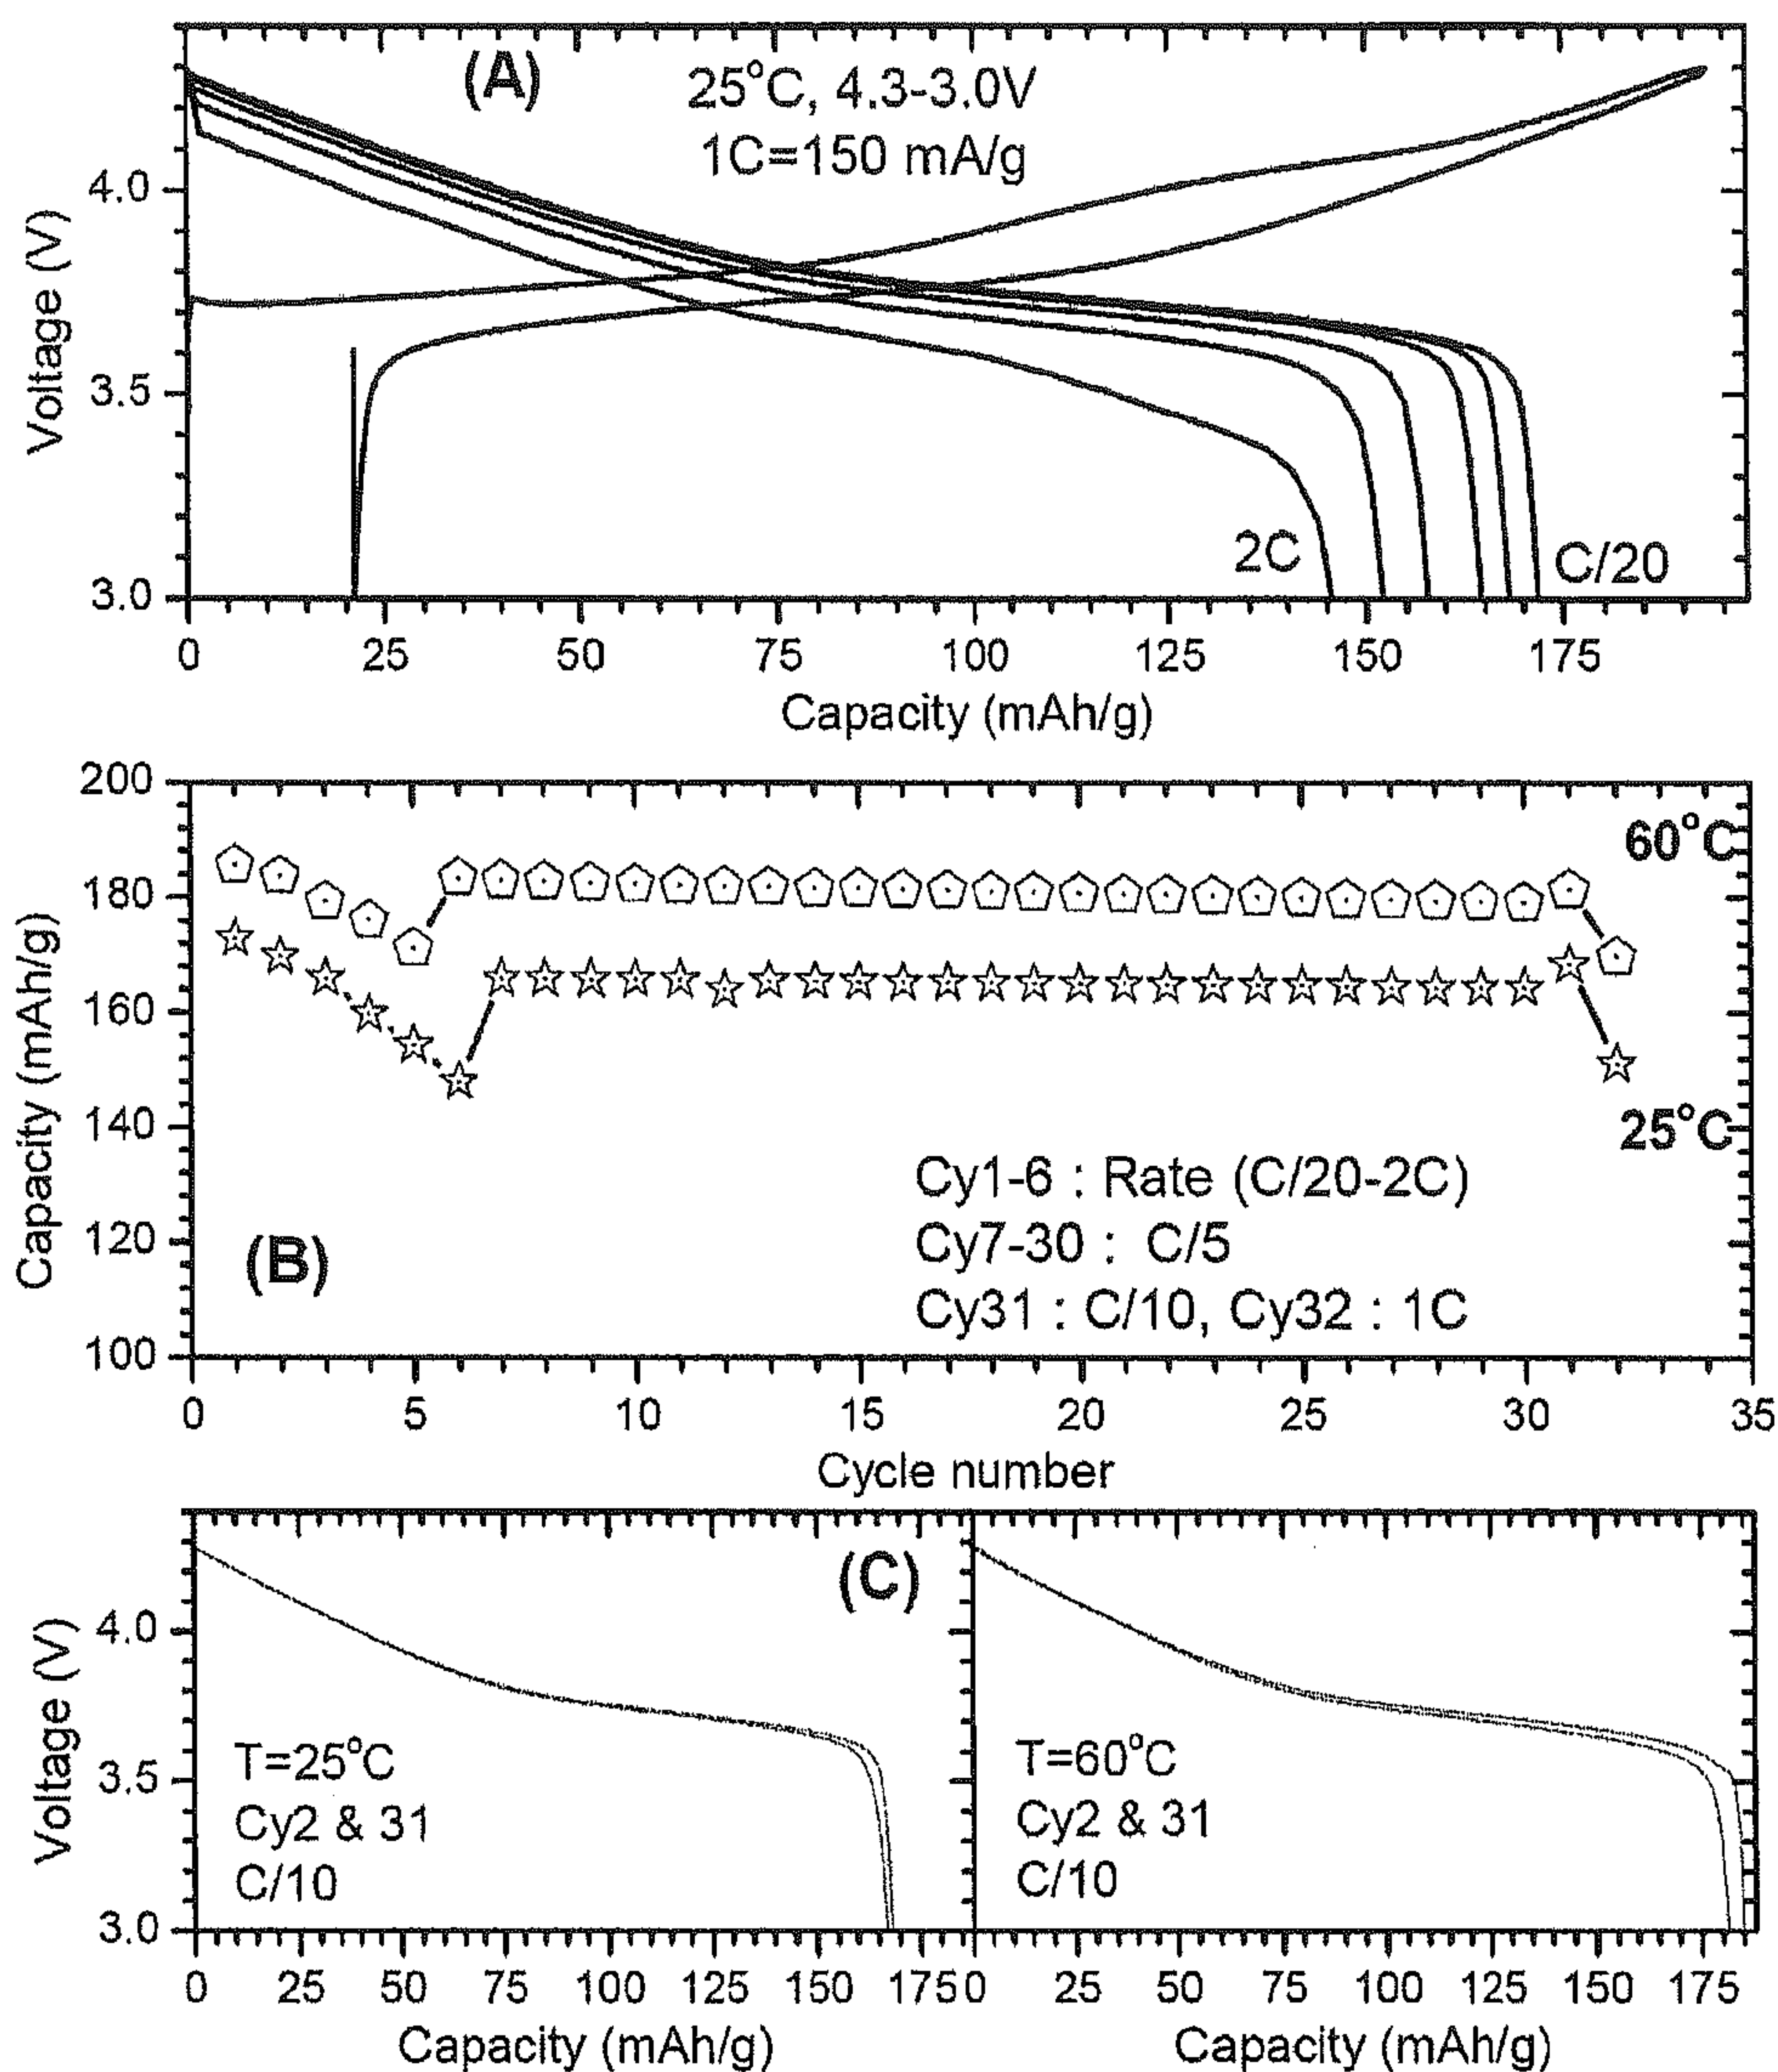 (A)
25°C, 4.3-3.0V
1C=150 mA/g
Voltage (V)
4.0
3.5
3.0
2C
C/20
0 25 50 75 100 125 150 175
Capacity (mAh/g)
Capacity (mAh/g)
200
180
160
140
120
100
60°C
25°C
(B)
Cy1-6 : Rate (C/20-2C)
Cy7-30 : C/5
Cy31 : C/10, Cy32 : 1C
0 5 10 15 20 25 30 35
Cycle number
(C)
Voltage (V)
4.0
3.5
3.0
T=25°C
Cy2 & 31
C/10
T=60°C
Cy2 & 31
C/10
0 25 50 75 100 125 150 175 0 25 50 75 100 125 150 175
Capacity (mAh/g) Capacity (mAh/g)